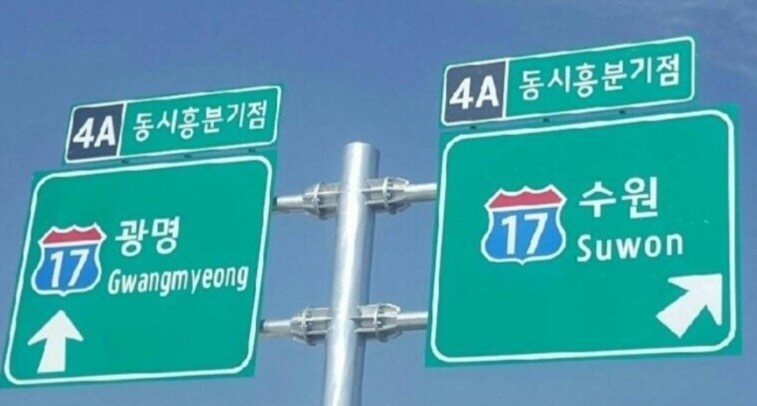 4A 동시흥분기점
17 광명
Gwangmyeong
4A 동시흥분기점
17 수원
Suwon